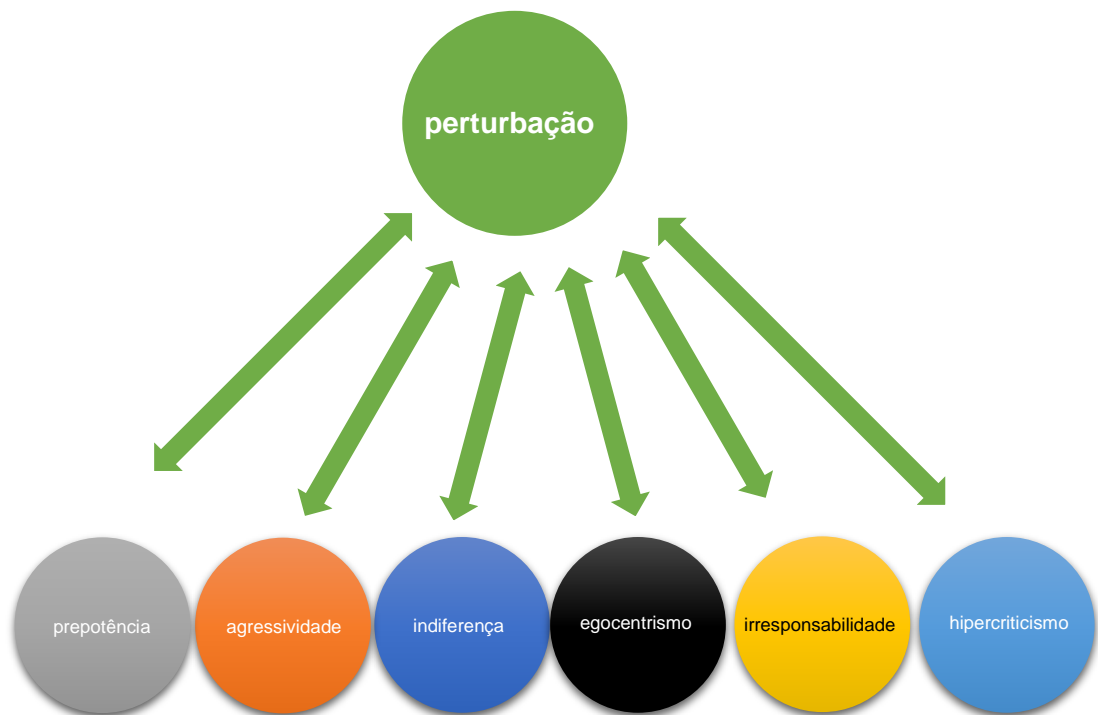 perturbação
prepotência
agressividade
indiferença
egocentrismo
irresponsabilidade
hipercriticismo